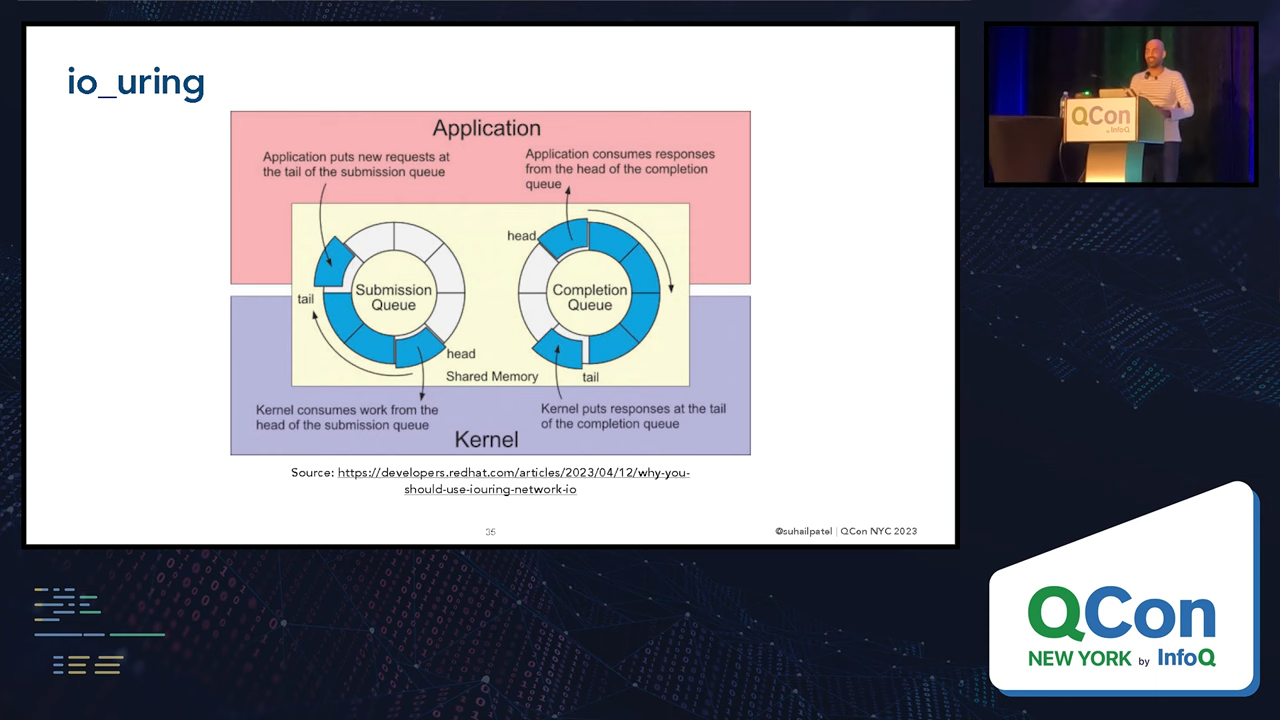 io_uring
Application
Application puts new requests at
the tail of the submission queue
Application consumes responses
from the head of the completion
queue
head
Submission
Queue
tail
head
Completion
Queue
tail
Shared Memory
Kernel consumes work from the
head of the submission queue
Kernel puts responses at the tail
of the completion queue
Kernel
Source: https://developers.redhat.com/articles/2023/04/12/why-you-
should-use-iouring-network-io
35
@suhailpatel | QCon NYC 2023
QCon
by InfoQ
QCon
NEW YORK by InfoQ